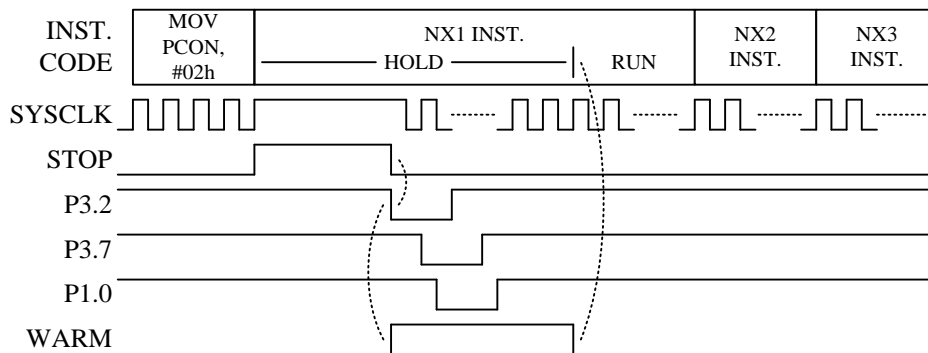 INST.
CODE
MOV
PCON,
#02h
NX1 INST.
HOLD
RUN
NX2
INST.
NX3
INST.
SYSCLK
STOP
P3.2
P3.7
P1.0
WARM